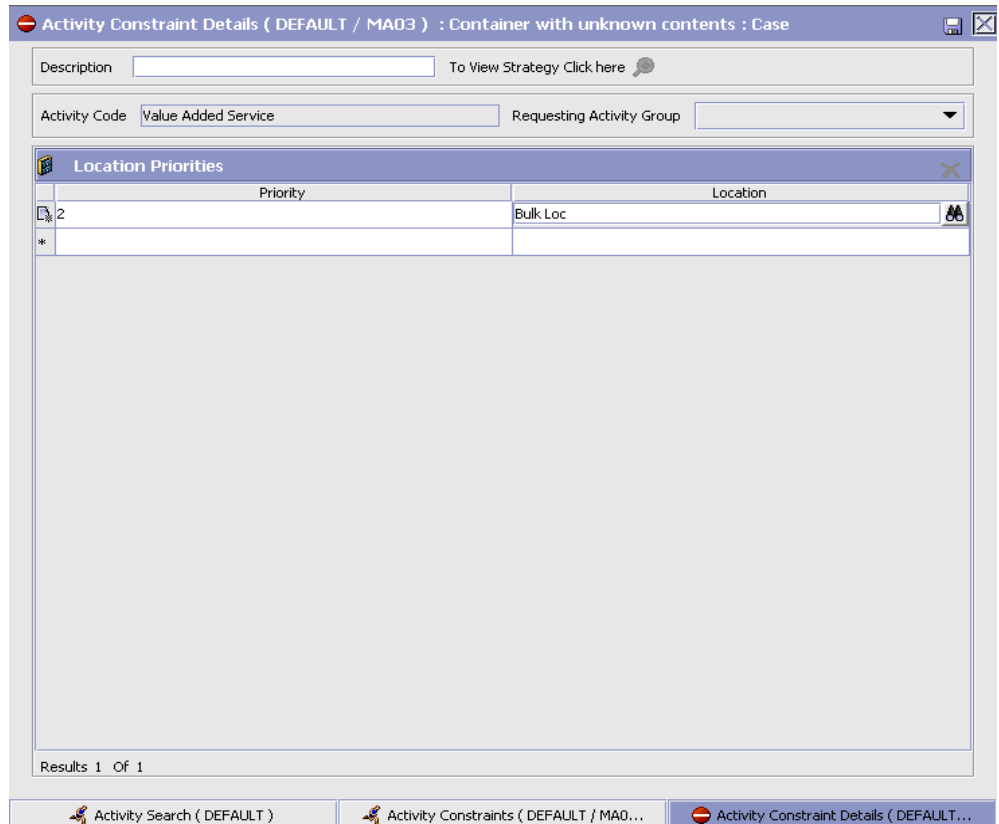 Activity Constraint Details ( DEFAULT / MA03 ) : Container with unknown contents : Case
Description To View Strategy Click here
Activity Code Value Added Service Requesting Activity Group
Location Priorities
Priority Location
2 Bulk Loc
*
Results 1 Of 1
Activity Search ( DEFAULT ) Activity Constraints ( DEFAULT / MA0... Activity Constraint Details ( DEFAULT...